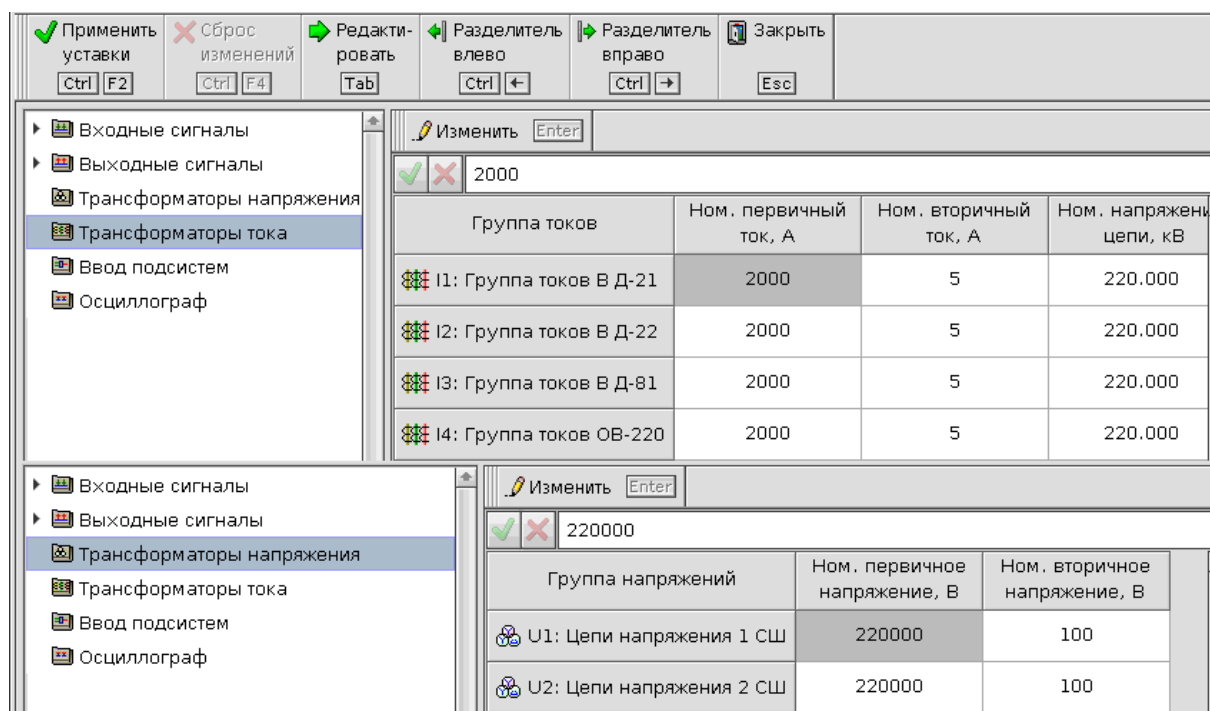 Применить Сброс Редакти- Разделитель Разделитель Закрыть
уставки изменений ровать влево вправо
Ctrl F2 Ctrl F4 Tab Ctrl ← Ctrl → Esc
Входные сигналы
Выходные сигналы
Трансформаторы напряжения
Трансформаторы тока
Ввод подсистем
Осциллограф
Изменить Enter
2000
Группа токов Ном. первичный Ном. вторичный Ном. напряжени
ток, А ток, А цепи, кВ
I1: Группа токов В Д-21 2000 5 220.000
I2: Группа токов В Д-22 2000 5 220.000
I3: Группа токов В Д-81 2000 5 220.000
I4: Группа токов ОВ-220 2000 5 220.000
Входные сигналы
Выходные сигналы
Трансформаторы напряжения
Трансформаторы тока
Ввод подсистем
Осциллограф
Изменить Enter
220000
Группа напряжений Ном. первичное Ном. вторичное
напряжение, В напряжение, В
U1: Цепи напряжения 1 СШ 220000 100
U2: Цепи напряжения 2 СШ 220000 100